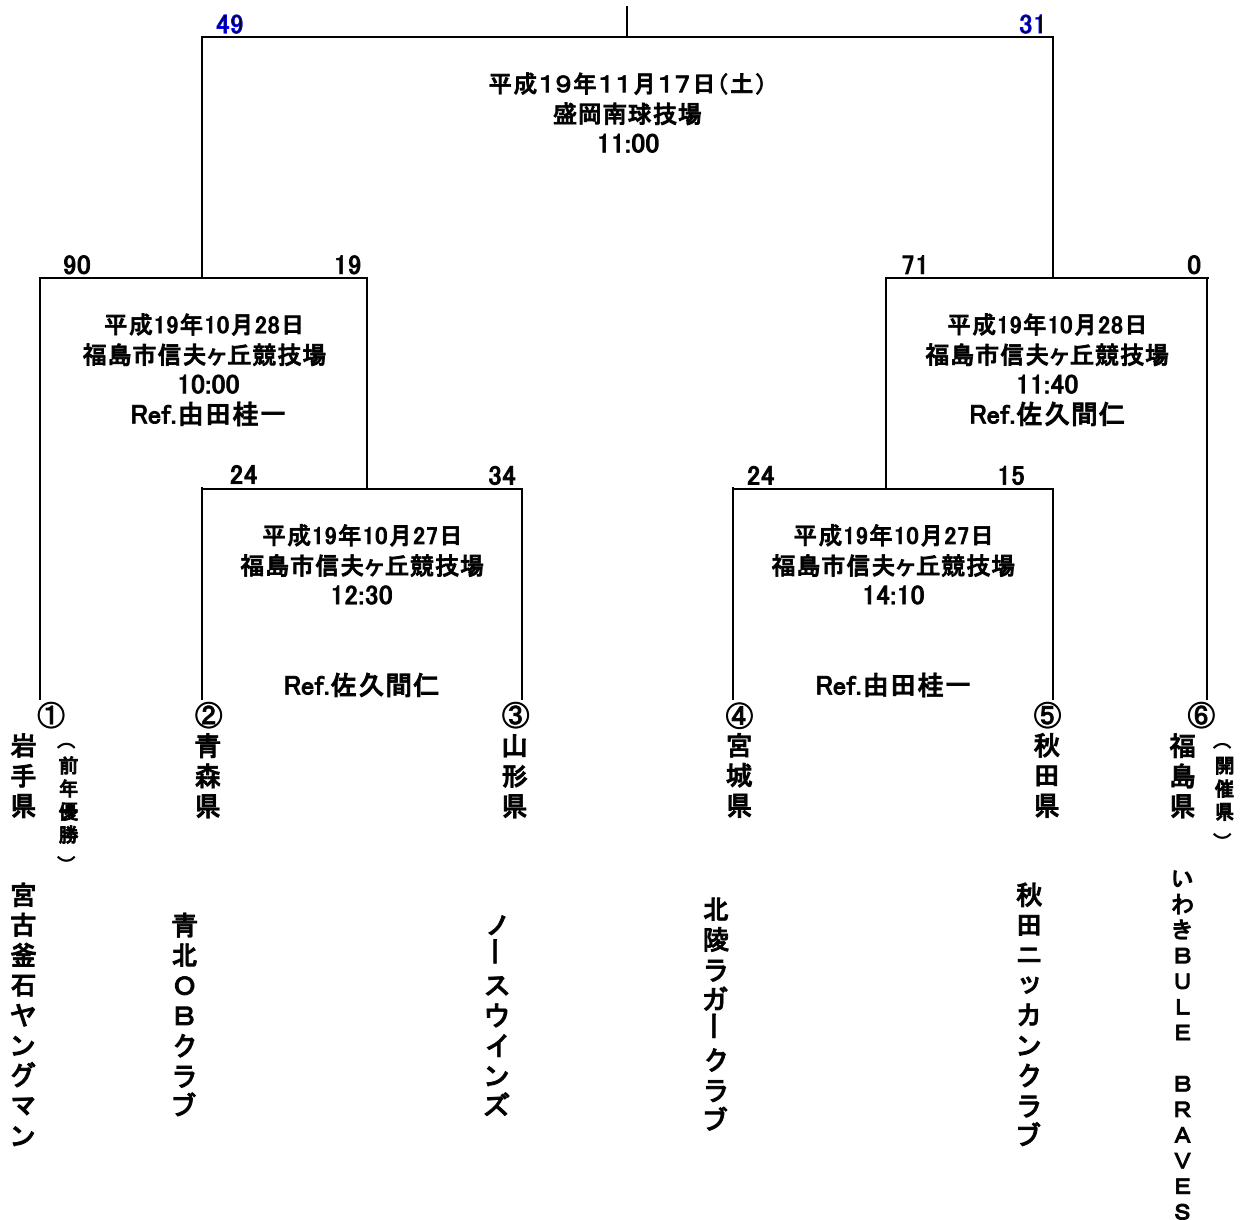 49
31
平成19年11月17日（土）
盛岡南球技場
11:00
90
19
71
0
平成19年10月28日
福島市信夫ヶ丘競技場
10:00
Ref.由田桂一
平成19年10月28日
福島市信夫ヶ丘競技場
11:40
Ref.佐久間仁
24
34
24
15
平成19年10月27日
福島市信夫ヶ丘競技場
12:30
Ref.佐久間仁
平成19年10月27日
福島市信夫ヶ丘競技場
14:10
Ref.由田桂一
①
岩手県
（前年優勝）
宮古釜石ヤングマン
②
青森県
青北ＯＢクラブ
③
山形県
ノースウインズ
④
宮城県
北陵ラガークラブ
⑤
秋田県
秋田ニッカンクラブ
⑥
福島県
（開催県）
いわきＢＵＬＥ　ＢＲＡＶＥＳ